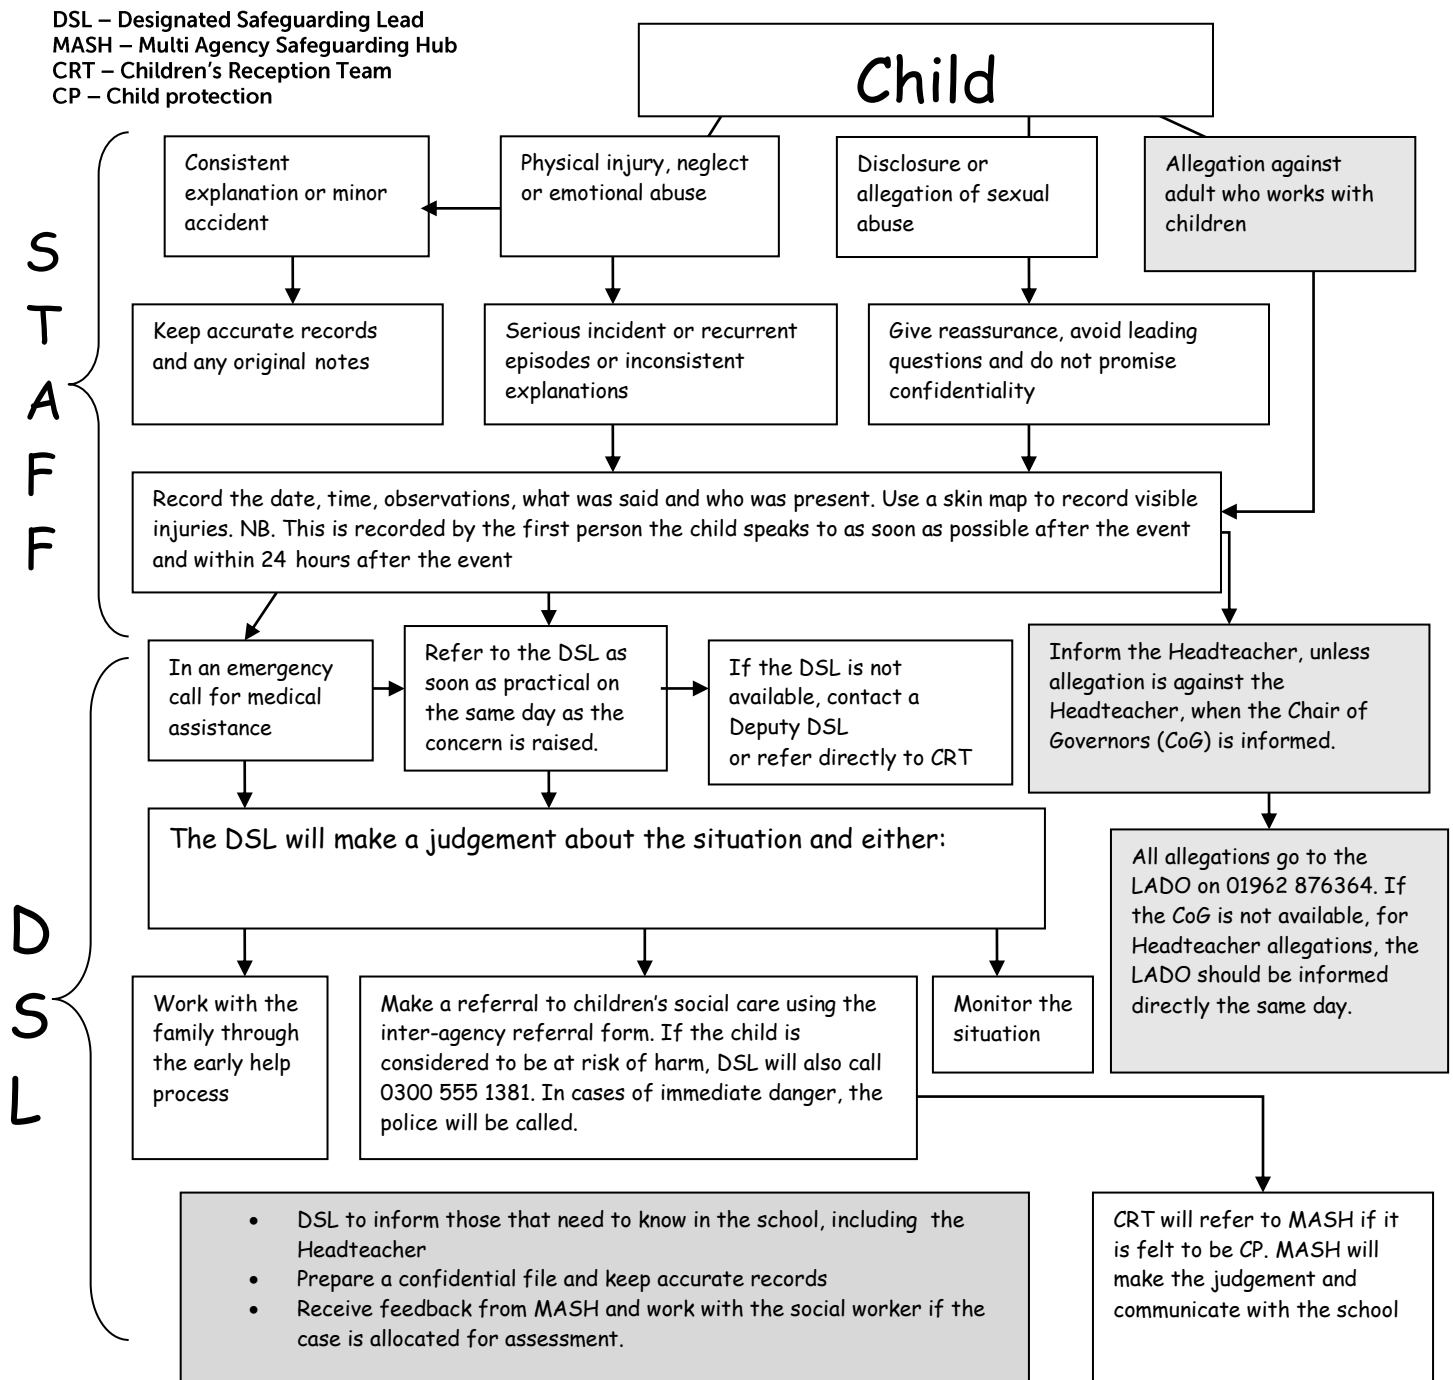 DSL – Designated Safeguarding Lead
MASH – Multi Agency Safeguarding Hub
CRT – Children's Reception Team
CP – Child protection
Child
S
T
A
F
F
Consistent
explanation or minor
accident
Physical injury, neglect
or emotional abuse
Disclosure or
allegation of sexual
abuse
Allegation against
adult who works with
children
Keep accurate records
and any original notes
Serious incident or recurrent
episodes or inconsistent
explanations
Give reassurance, avoid leading
questions and do not promise
confidentiality
Record the date, time, observations, what was said and who was present. Use a skin map to record visible
injuries. NB. This is recorded by the first person the child speaks to as soon as possible after the event
and within 24 hours after the event
D
S
L
In an emergency
call for medical
assistance
Refer to the DSL as
soon as practical on
the same day as the
concern is raised.
If the DSL is not
available, contact a
Deputy DSL
or refer directly to CRT
Inform the Headteacher, unless
allegation is against the
Headteacher, when the Chair of
Governors (CoG) is informed.
The DSL will make a judgement about the situation and either:
All allegations go to the
LADO on 01962 876364. If
the CoG is not available, for
Headteacher allegations, the
LADO should be informed
directly the same day.
Work with the
family through
the early help
process
Make a referral to children's social care using the
inter-agency referral form. If the child is
considered to be at risk of harm, DSL will also call
0300 555 1381. In cases of immediate danger, the
police will be called.
Monitor the
situation
• DSL to inform those that need to know in the school, including the
Headteacher
• Prepare a confidential file and keep accurate records
• Receive feedback from MASH and work with the social worker if the
case is allocated for assessment.
CRT will refer to MASH if it
is felt to be CP. MASH will
make the judgement and
communicate with the school